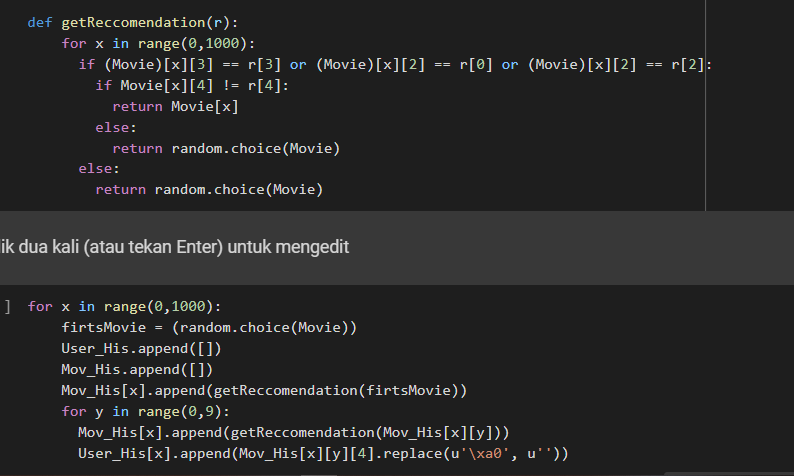 def getReccomendation(r):
    for x in range(0,1000):
      if (Movie)[x][3] == r[3] or (Movie)[x][2] == r[0] or (Movie)[x][2] == r[2]:
        if Movie[x][4] != r[4]:
          return Movie[x]
        else:
          return random.choice(Movie)
      else:
        return random.choice(Movie)
ik dua kali (atau tekan Enter) untuk mengedit
] for x in range(0,1000):
    firtsMovie = (random.choice(Movie))
    User_His.append([])
    Mov_His.append([])
    Mov_His[x].append(getReccomendation(firtsMovie))
    for y in range(0,9):
      Mov_His[x].append(getReccomendation(Mov_His[x][y]))
      User_His[x].append(Mov_His[x][y][4].replace(u'\xa0', u''))